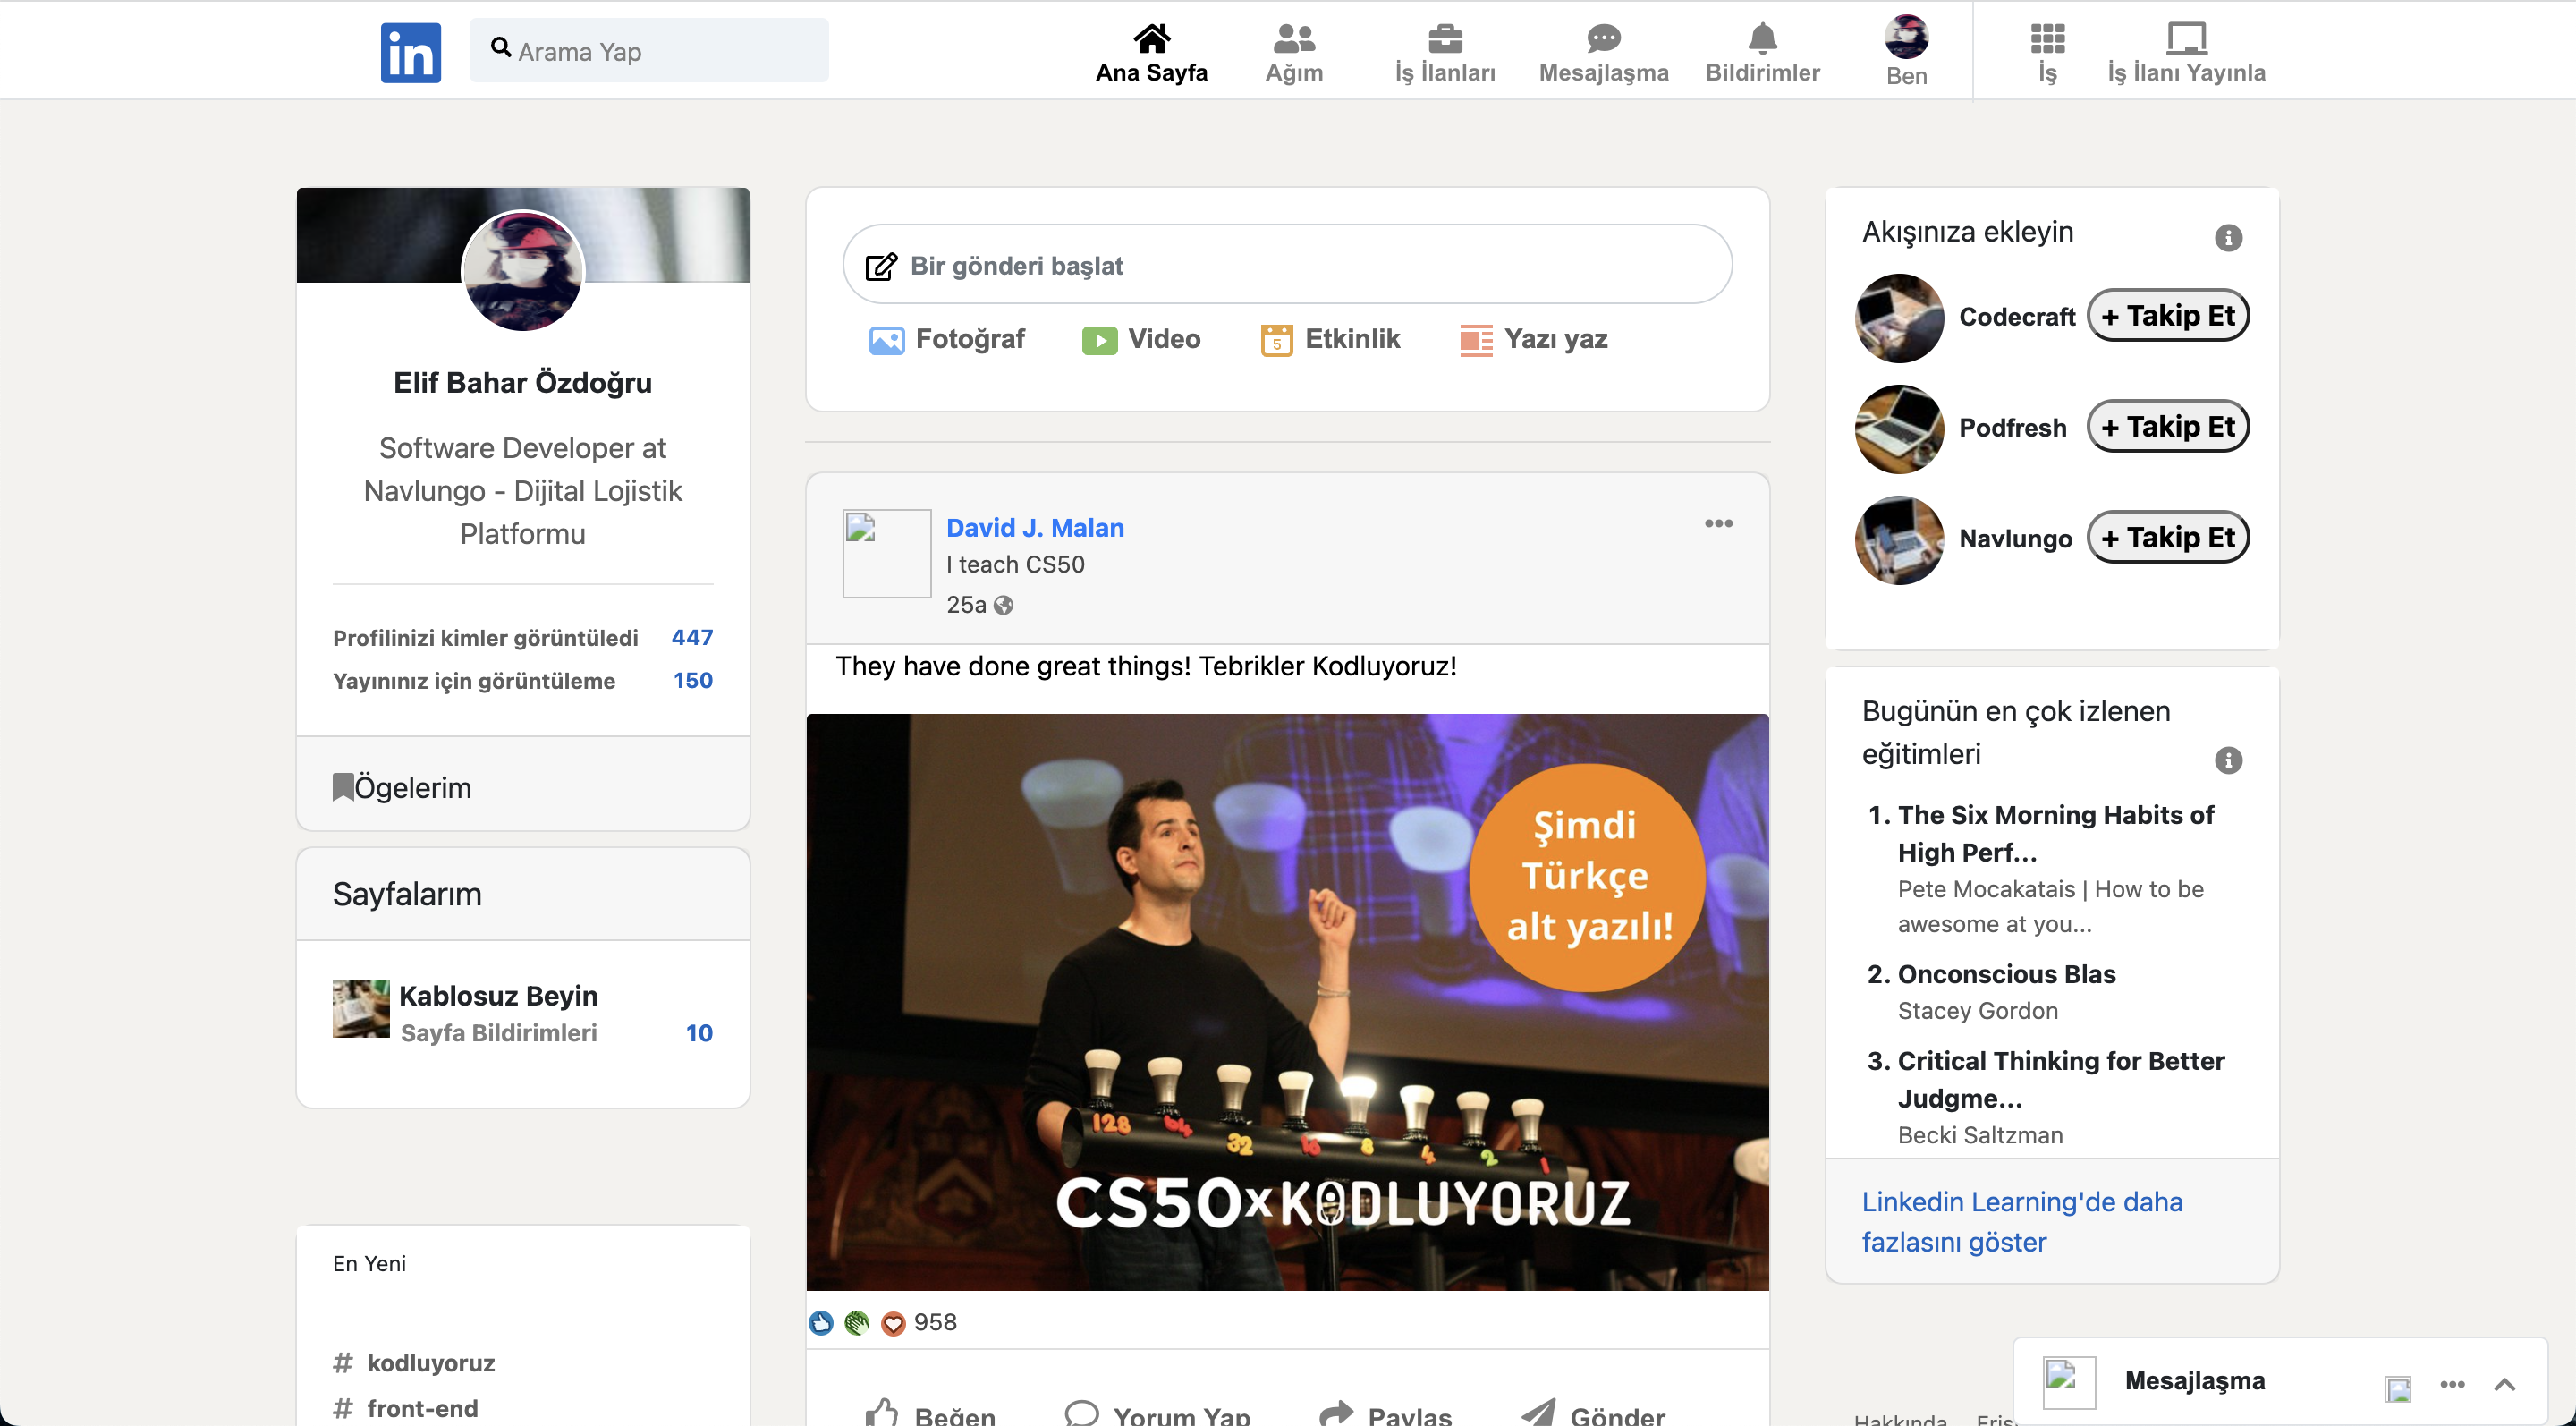 in
Arama Yap
Ana Sayfa
Ağım
İş İlanları
Mesajlaşma
Bildirimler
Ben
İş
İş İlanı Yayınla
Elif Bahar Özdoğru
Software Developer at
Navlungo - Dijital Lojistik
Platformu
Profilinizi kimler görüntüledi 447
Yayınınız için görüntüleme 150
Ögelerim
Sayfalarım
Kablosuz Beyin
Sayfa Bildirimleri 10
En Yeni
# kodluyoruz
# front-end
Bir gönderi başlat
Fotoğraf
Video
5
Etkinlik
Yazı yaz
David J. Malan
I teach CS50
25a
They have done great things! Tebrikler Kodluyoruz!
Şimdi
Türkçe
alt yazılı!
128 64 32 16 8 4 2 1
CS50xKODLUYORUZ
958
Beğen
Yorum Yap
Paylaş
Gönder
Akışınıza ekleyin
Codecraft + Takip Et
Podfresh + Takip Et
Navlungo + Takip Et
Bugünün en çok izlenen
eğitimleri
1. The Six Morning Habits of
High Perf...
Pete Mocakatais | How to be
awesome at you...
2. Onconscious Blas
Stacey Gordon
3. Critical Thinking for Better
Judgme...
Becki Saltzman
Linkedin Learning'de daha
fazlasını göster
Hakkında
Mesajlaşma